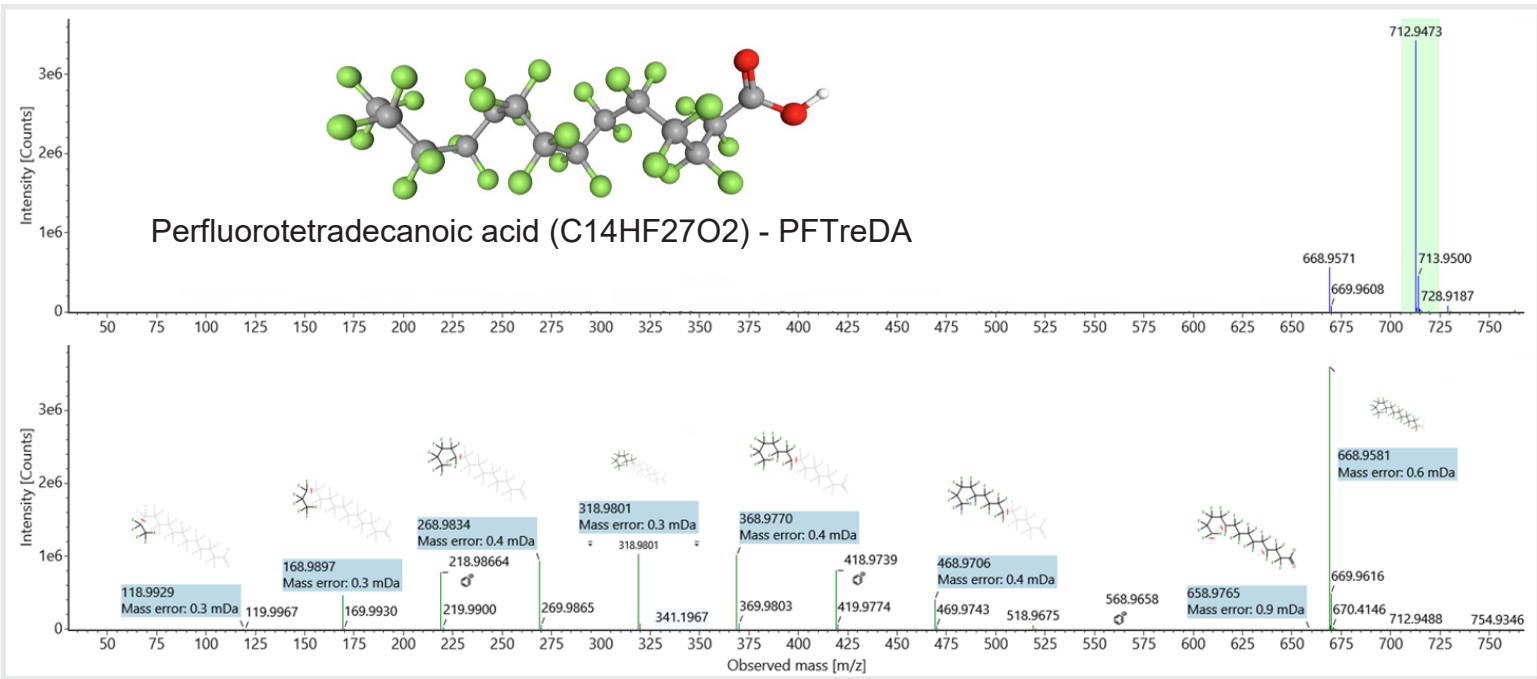 712.9473
3e6
2e6
1e6
0
Intensity [Counts]
Perfluorotetradecanoic acid (C14HF27O2) - PFTreDA
668.9571
669.9608
713.9500
728.9187
50 75 100 125 150 175 200 225 250 275 300 325 350 375 400 425 450 475 500 525 550 575 600 625 650 675 700 725 750
3e6
2e6
1e6
0
Intensity [Counts]
118.9929
Mass error: 0.3 mDa
119.9967
168.9897
Mass error: 0.3 mDa
169.9930
218.98664
219.9900
268.9834
Mass error: 0.4 mDa
269.9865
318.9801
Mass error: 0.3 mDa
318.9801
341.1967
368.9770
Mass error: 0.4 mDa
369.9803
418.9739
419.9774
468.9706
Mass error: 0.4 mDa
469.9743
518.9675
568.9658
658.9765
Mass error: 0.9 mDa
668.9581
Mass error: 0.6 mDa
669.9616
670.4146
712.9488
754.9346
50 75 100 125 150 175 200 225 250 275 300 325 350 375 400 425 450 475 500 525 550 575 600 625 650 675 700 725 750
Observed mass [m/z]